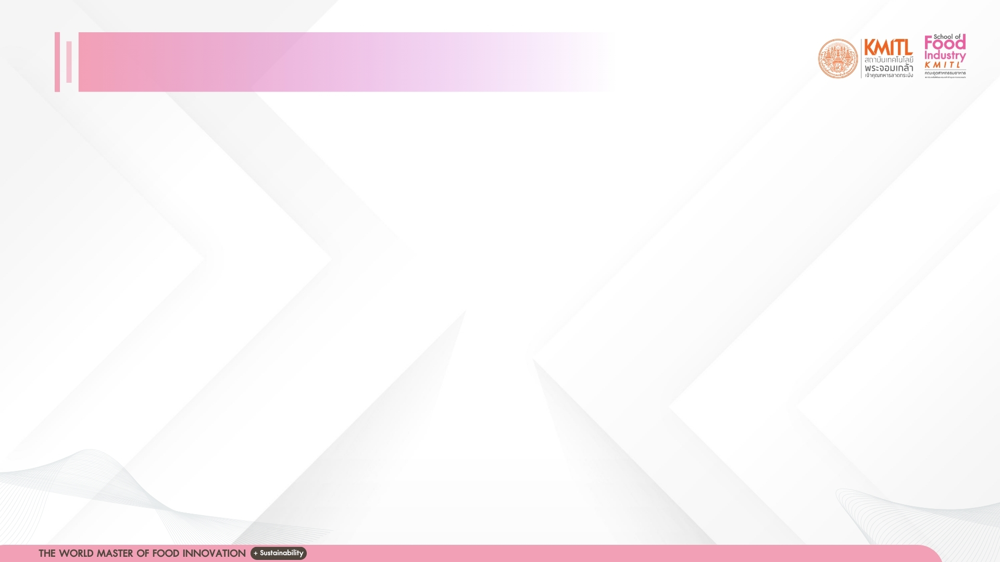 KMITL
สถาบันเทคโนโลยี
พระจอมเกล้า
เจ้าคุณทหารลาดกระบัง
School of
Food
Industry
KMITL
คณะอุตสาหกรรมอาหาร
THE WORLD MASTER OF FOOD INNOVATION + Sustainability